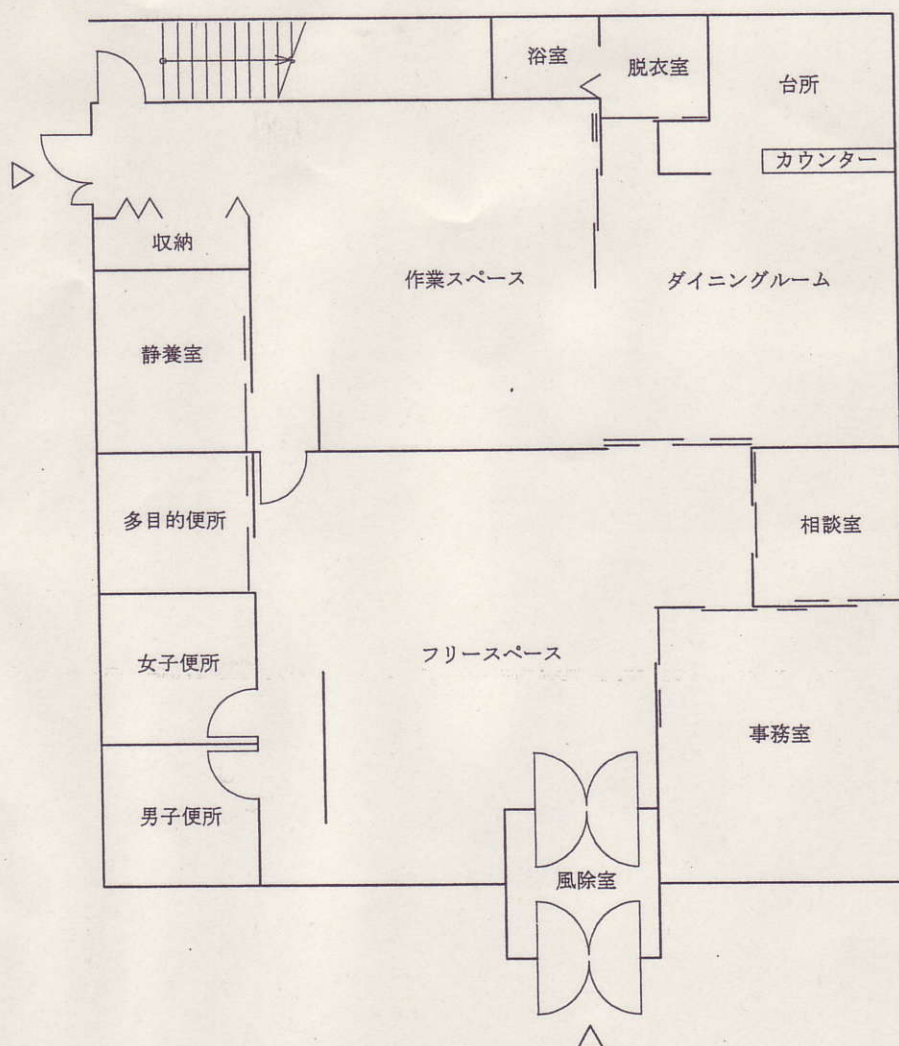 浴室
脱衣室
台所
カウンター
収納
作業スペース
ダイニングルーム
静養室
多目的便所
相談室
女子便所
フリースペース
事務室
男子便所
風除室